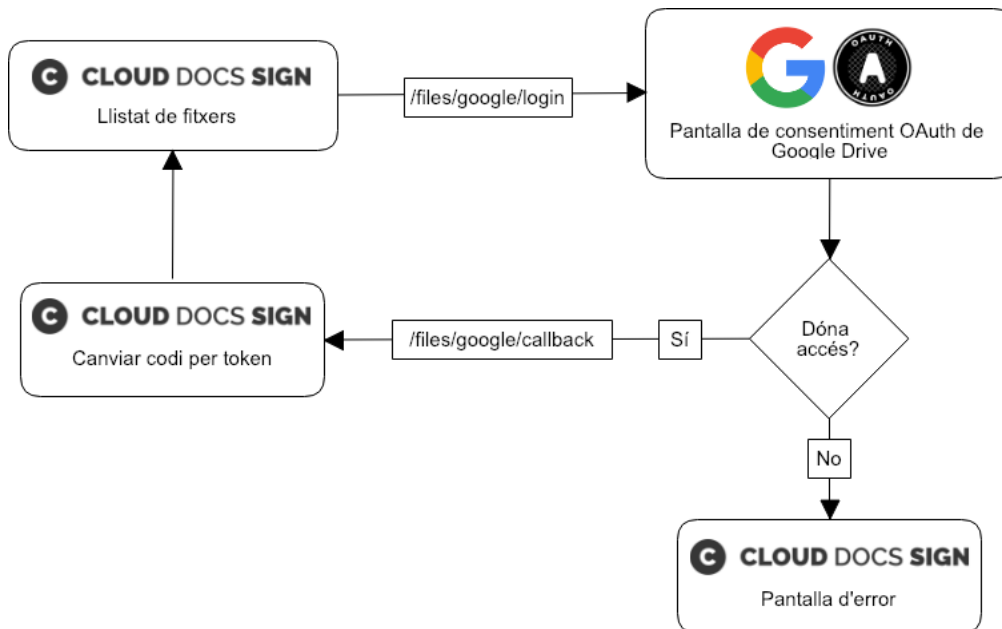 C CLOUD DOCS SIGN
Llistat de fitxers
/files/google/login
G
OAUTH
A
OAUTH
Pantalla de consentiment OAuth de
Google Drive
C CLOUD DOCS SIGN
Canviar codi per token
/files/google/callback
Sí
Dóna
accés?
No
C CLOUD DOCS SIGN
Pantalla d'error